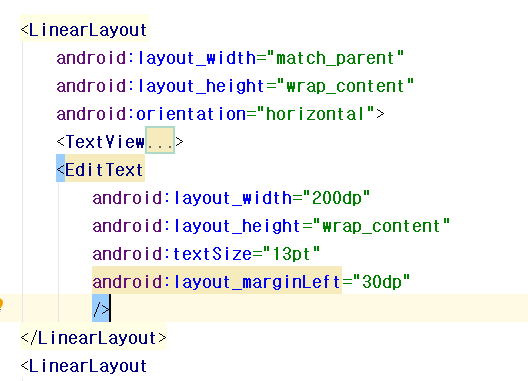 <LinearLayout
android:layout_width="match_parent"
android:layout_height="wrap_content"
android:orientation="horizontal">
<TextView...>
<EditText
android:layout_width="200dp"
android:layout_height="wrap_content"
android:textSize="13pt"
android:layout_marginLeft="30dp"
/>
</LinearLayout>
<LinearLayout